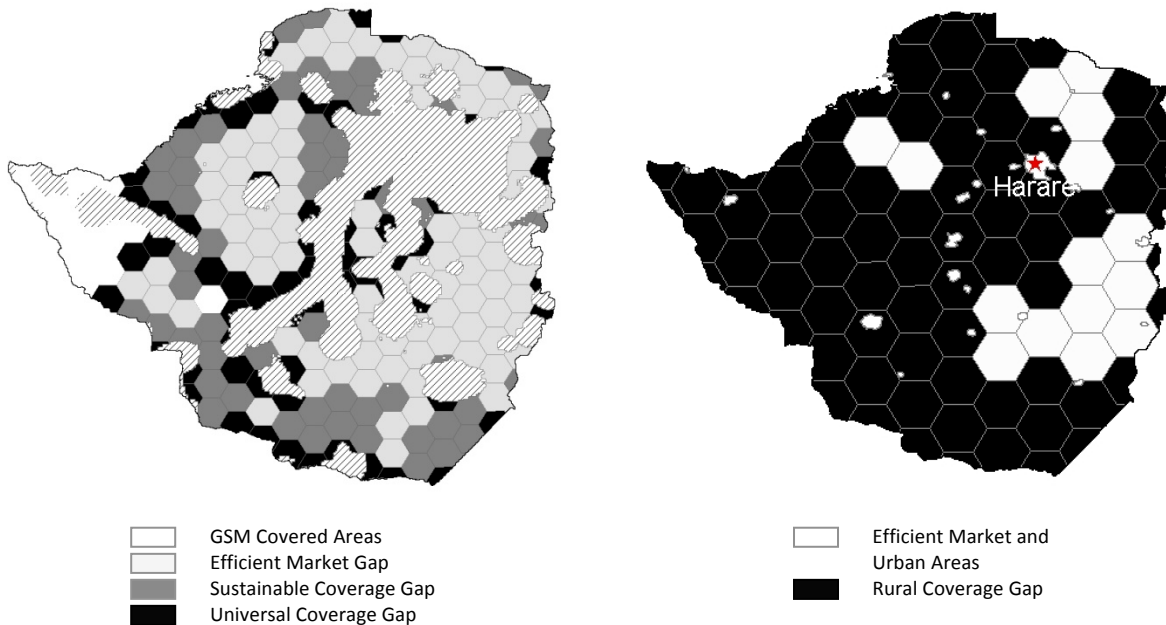 Harare
GSM Covered Areas
Efficient Market Gap
Sustainable Coverage Gap
Universal Coverage Gap
Efficient Market and
Urban Areas
Rural Coverage Gap